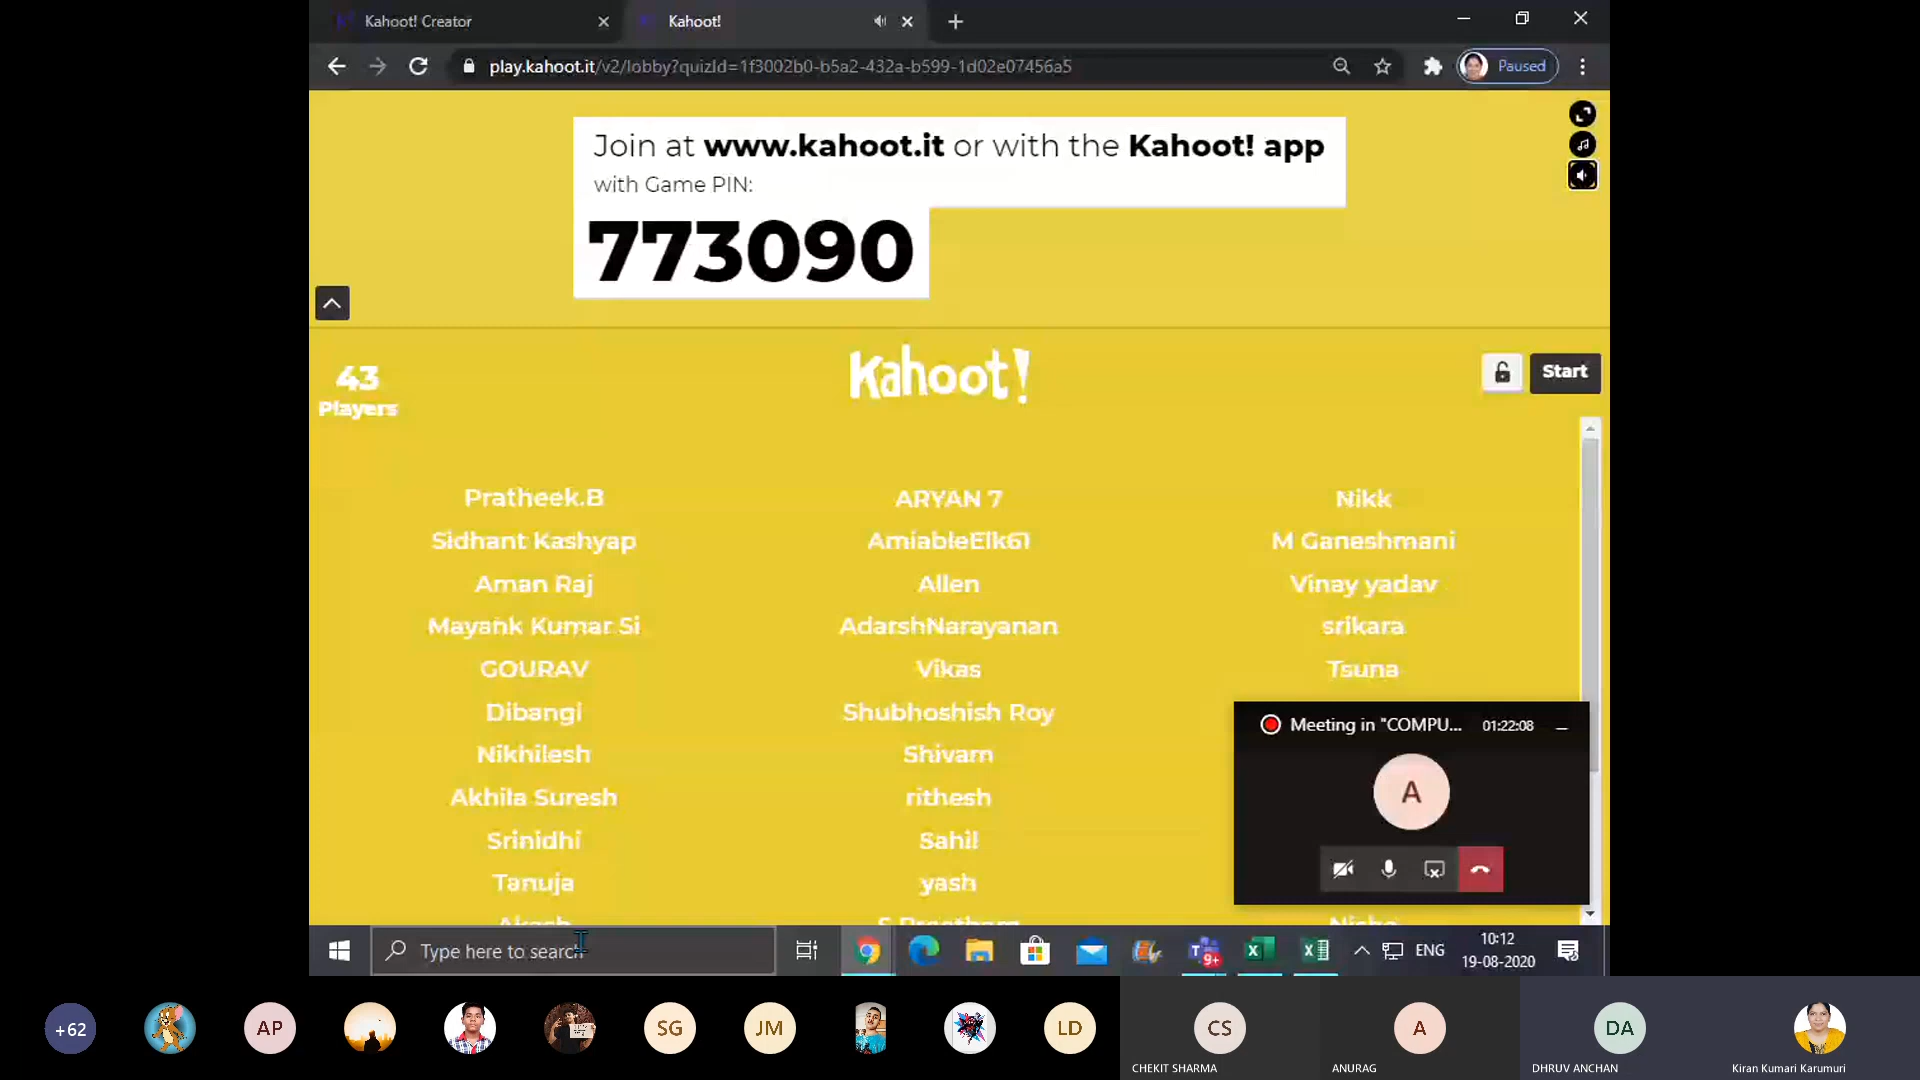 Kahoot! Creator
Kahoot!
play.kahoot.it/v2/lobby?quizId=1f3002b0-b5a2-432a-b599-1d02e07456a5
Paused
Join at www.kahoot.it or with the Kahoot! app
with Game PIN:
773090
43
Players
Kahoot!
Start
Pratheek.B
ARYAN 7
Nikk
Sidhant Kashyap
AmiableElk61
M Ganeshmani
Aman Raj
Allen
Vinay yadav
Mayank Kumar Si
AdarshNarayanan
srikara
GOURAV
Vikas
Tsuna
Dibangi
Shubhoshish Roy
Nikhilesh
Shivam
Akhila Suresh
rithesh
Srinidhi
Sahil
Tanuja
yash
Meeting in "COMPU...
01:22:08
A
Type here to search
9+
ENG
10:12
19-08-2020
+62
AP
SG
JM
LD
CS
CHEKIT SHARMA
A
ANURAG
DA
DHRUV ANCHAN
Kiran Kumari Karumuri